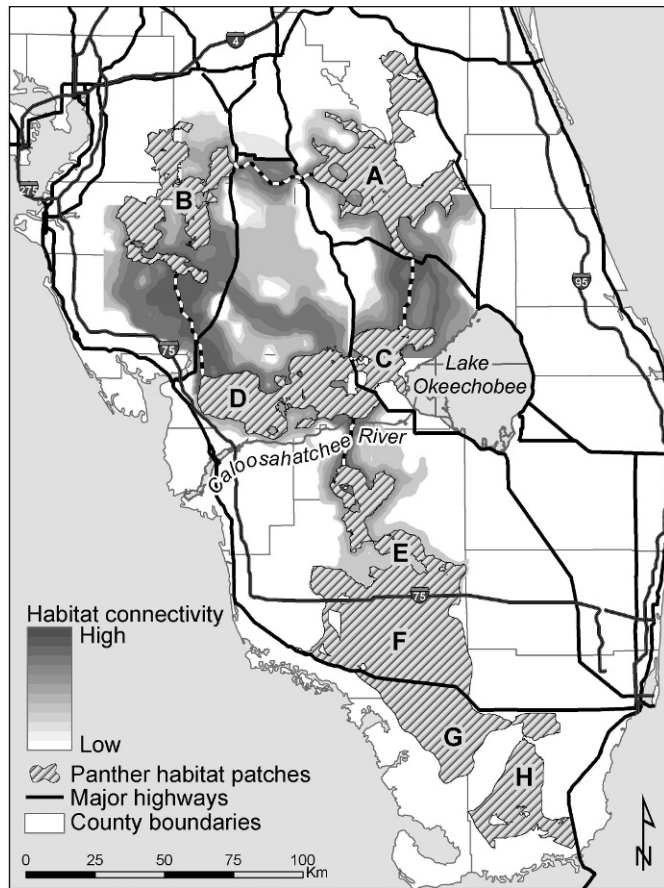 4
A
B
275
95
75
C
Lake
Okeechobee
D
Caloosahatchee River
E
75
Habitat connectivity
High
F
Low
G
H
Panther habitat patches
Major highways
County boundaries
0 25 50 75 100
Km
N